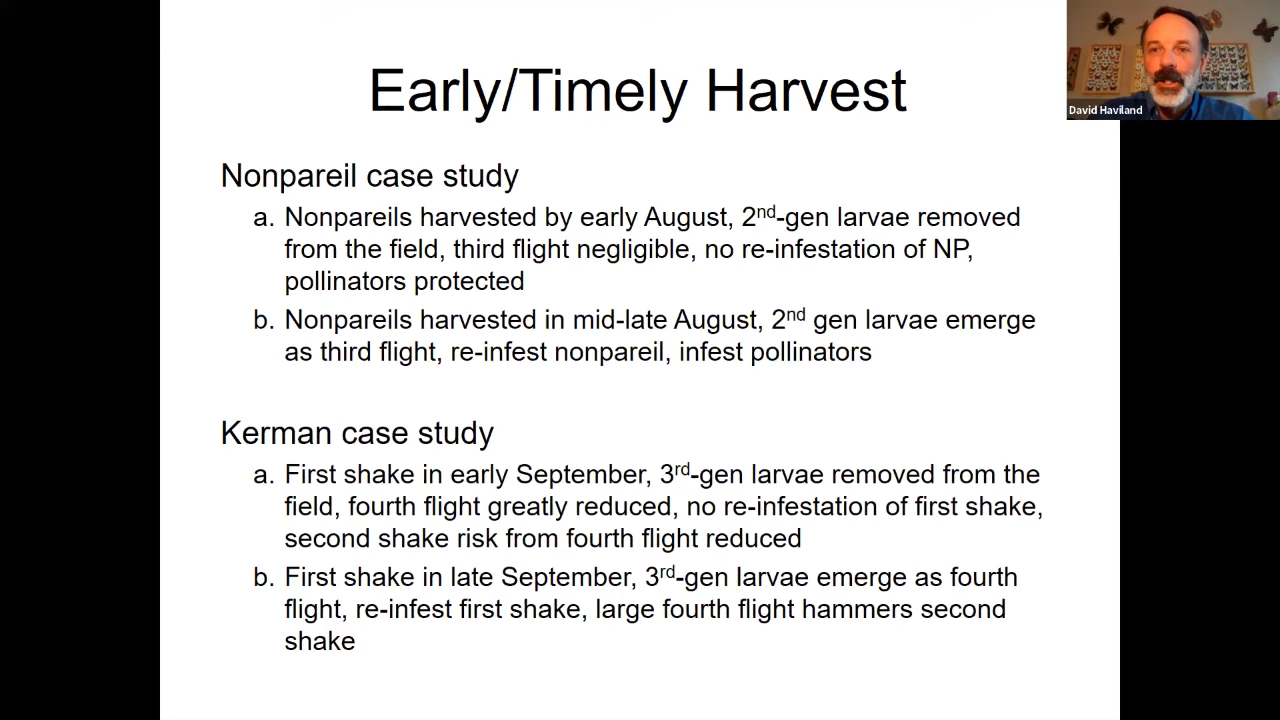 Early/Timely Harvest
David Haviland
Nonpareil case study
a. Nonpareils harvested by early August, 2nd-gen larvae removed
from the field, third flight negligible, no re-infestation of NP,
pollinators protected
b. Nonpareils harvested in mid-late August, 2nd gen larvae emerge
as third flight, re-infest nonpareil, infest pollinators
Kerman case study
a. First shake in early September, 3rd-gen larvae removed from the
field, fourth flight greatly reduced, no re-infestation of first shake,
second shake risk from fourth flight reduced
b. First shake in late September, 3rd-gen larvae emerge as fourth
flight, re-infest first shake, large fourth flight hammers second
shake